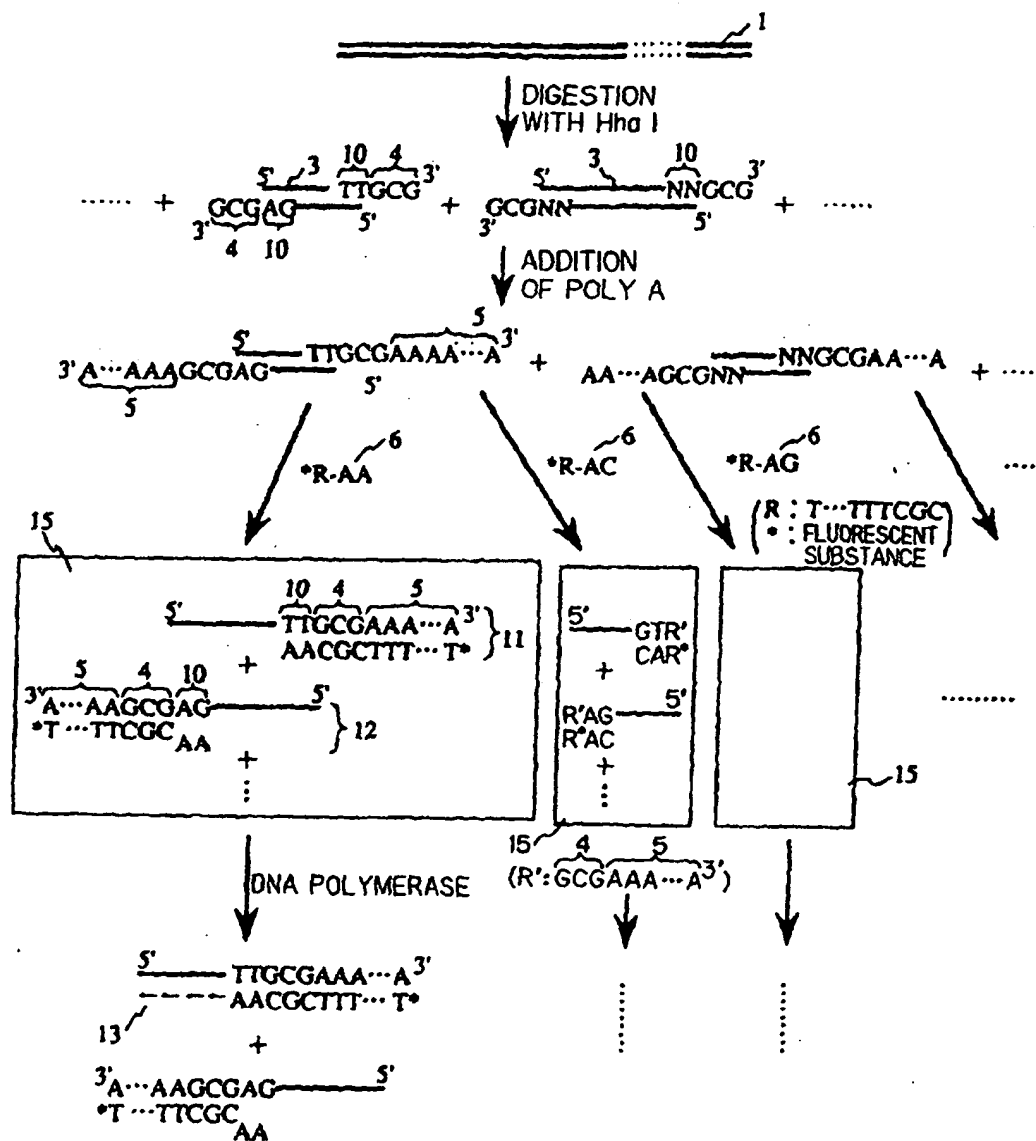 1
DIGESTION
WITH Hha I
5' 3 10 4 TTGCG 3'
...... + GCGAG 5' + 5' 3 10 NNGCG 3' + ......
3' 4 10 GCGNN 3' 5'
ADDITION
OF POLY A
5' TTGCGAAAA...A 3' 5 + NNGCGAA...A
3' A...AAAGCGAG 5' AA...AGCGNN + .....
5
*R-AA 6 *R-AC 6 *R-AG 6 ....
(R : T...TTTCGC
* : FLUORESCENT
SUBSTANCE)
15
10 4 5
5' TTGCGAAA...A 3'
AACGCTTT...T* 11
+
5 4 10
3' A...AAGCGAG 5'
*T...TTCGC AA 12
+
⋮
5' GTR'
CAR*
+
R'AG 5'
R*AC
+
⋮
15
15
.........
4 5
(R': GCGAAA...A 3')
DNA POLYMERASE
5' TTGCGAAA...A 3'
13 AACGCTTT...T*
+
3' A...AAGCGAG 5'
*T...TTCGC
AA